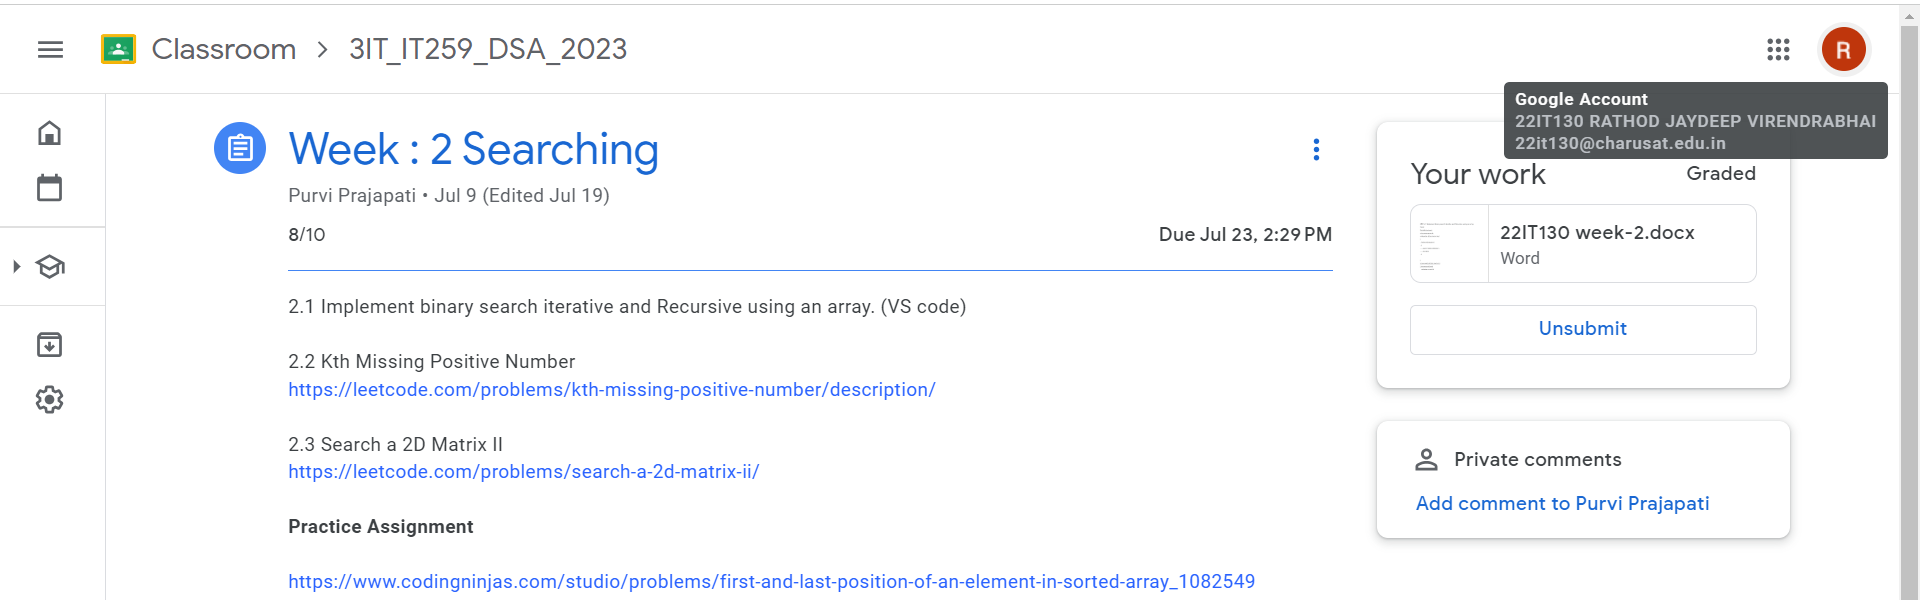 Classroom > 3IT_IT259_DSA_2023
R
Google Account
22IT130 RATHOD JAYDEEP VIRENDRABHAI
22it130@charusat.edu.in
Week : 2 Searching
Purvi Prajapati • Jul 9 (Edited Jul 19)
8/10
Due Jul 23, 2:29 PM
2.1 Implement binary search iterative and Recursive using an array. (VS code)
2.2 Kth Missing Positive Number
https://leetcode.com/problems/kth-missing-positive-number/description/
2.3 Search a 2D Matrix II
https://leetcode.com/problems/search-a-2d-matrix-ii/
Practice Assignment
https://www.codingninjas.com/studio/problems/first-and-last-position-of-an-element-in-sorted-array_1082549
Your work
Graded
22IT130 week-2.docx
Word
Unsubmit
Private comments
Add comment to Purvi Prajapati